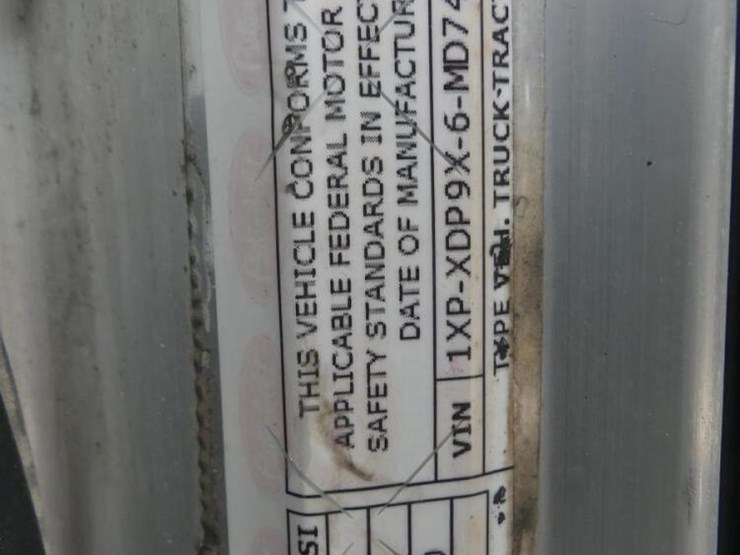 THIS VEHICLE CONFORMS T
APPLICABLE FEDERAL MOTOR
SAFETY STANDARDS IN EFFEC
DATE OF MANUFACTUR
VIN 1XP-XDP9X-6-MD74
TYPE VEH. TRUCK-TRACT
SI